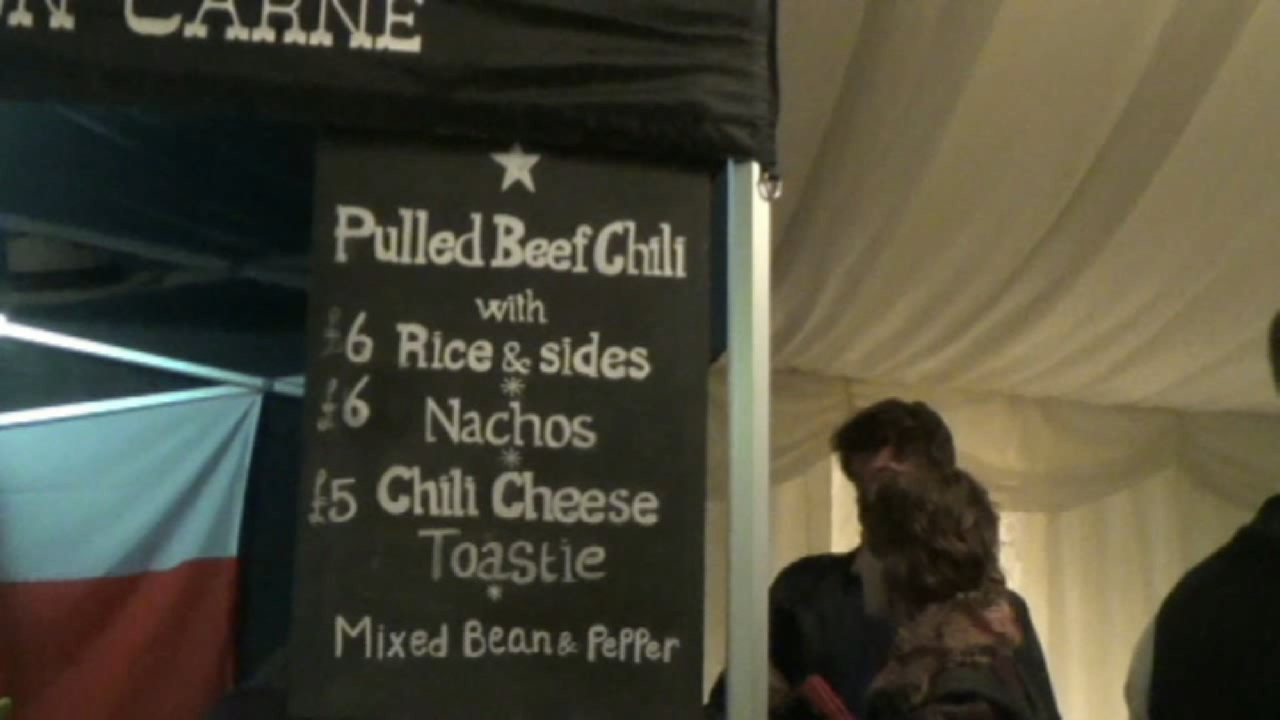 N CARNE
Pulled Beef Chili
with
£6 Rice & sides
£6 Nachos
£5 Chili Cheese
Toastie
Mixed Bean & Pepper